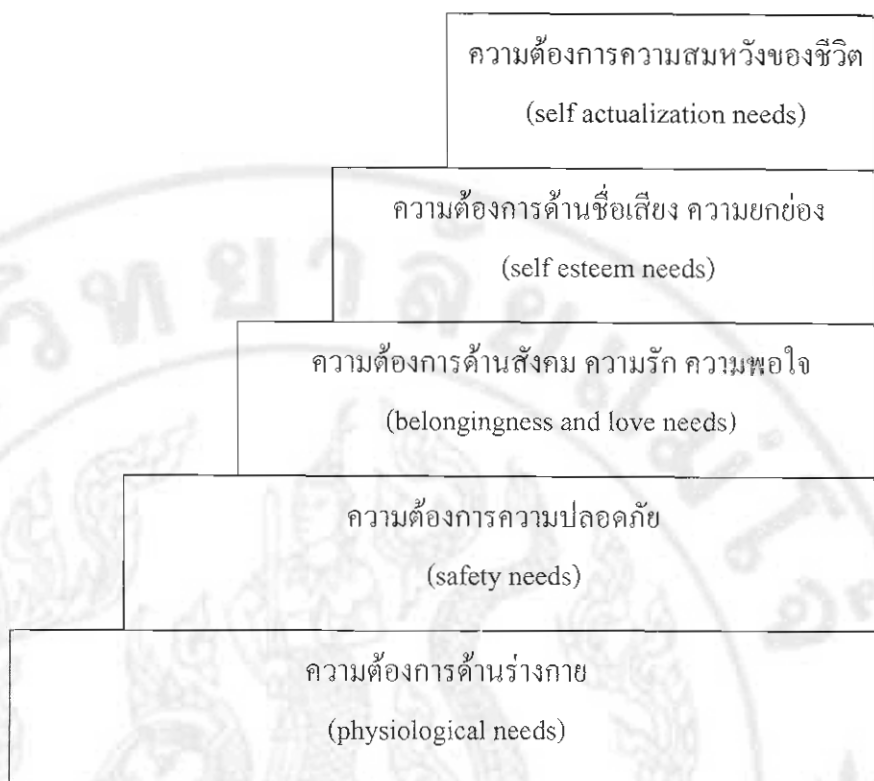 ความต้องการความสมหวังของชีวิต
(self actualization needs)
ความต้องการด้านชื่อเสียง ความยกย่อง
(self esteem needs)
ความต้องการด้านสังคม ความรัก ความพอใจ
(belongingness and love needs)
ความต้องการความปลอดภัย
(safety needs)
ความต้องการด้านร่างกาย
(physiological needs)